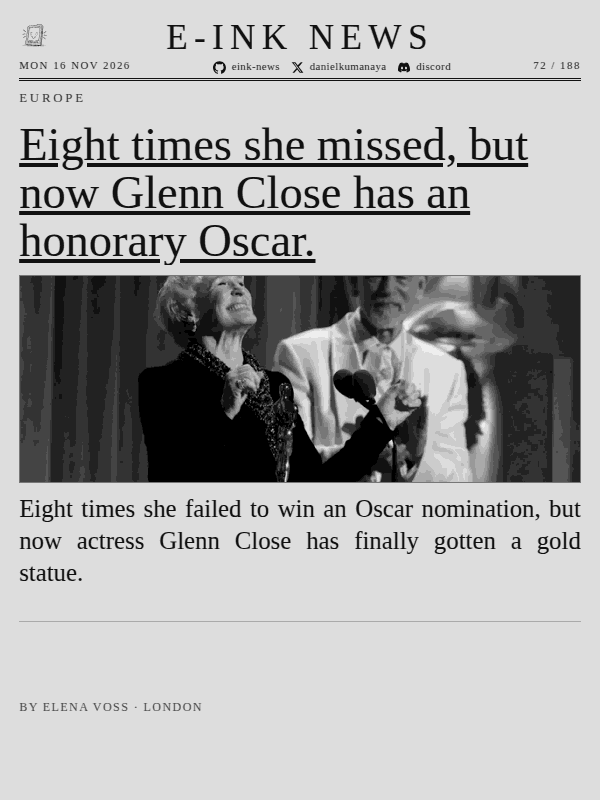 E-INK NEWS
MON 16 NOV 2026
eink-news danielkumanaya discord
72 / 188
EUROPE
Eight times she missed, but
now Glenn Close has an
honorary Oscar.
Eight times she failed to win an Oscar nomination, but
now actress Glenn Close has finally gotten a gold
statue.
BY ELENA VOSS · LONDON